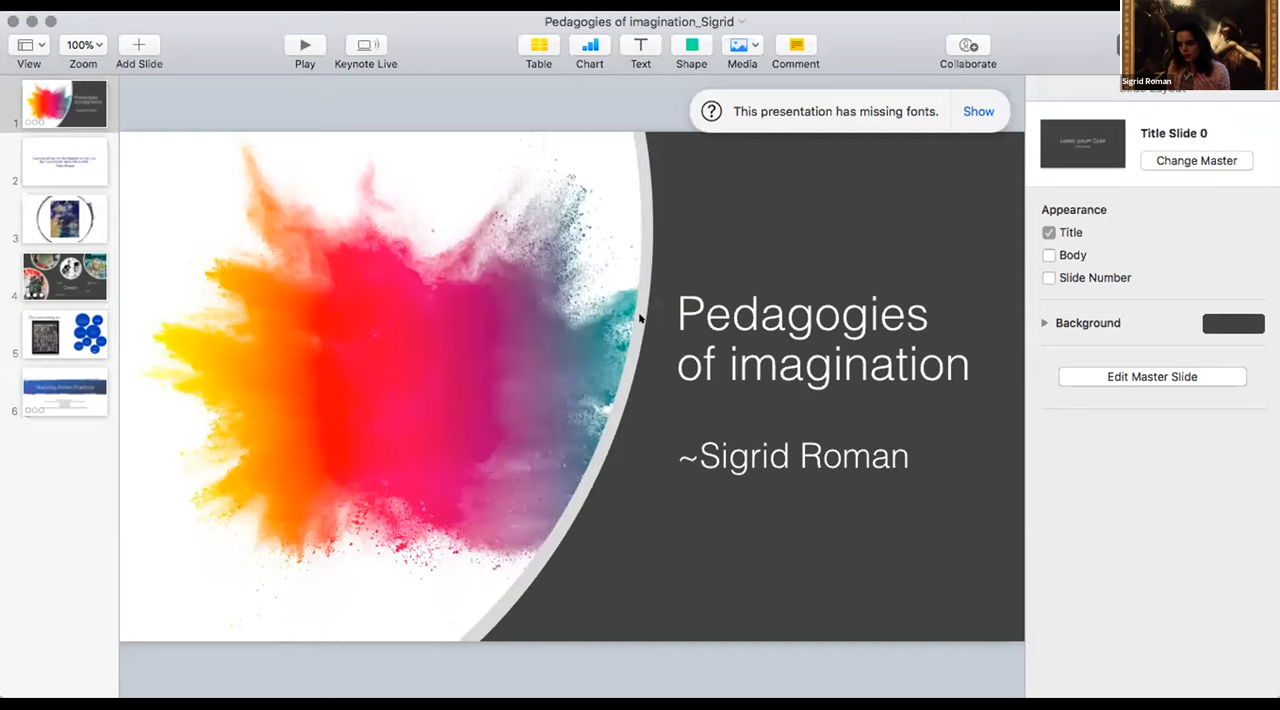 Pedagogies of imagination_Sigrid
100%
View
Zoom
Add Slide
Play
Keynote Live
Table
Chart
Text
Shape
Media
Comment
Collaborate
Sigrid Roman
This presentation has missing fonts.
Show
Title Slide 0
Change Master
Appearance
Title
Body
Slide Number
Background
Edit Master Slide
1
2
3
4
5
6
Pedagogies
of imagination
~Sigrid Roman